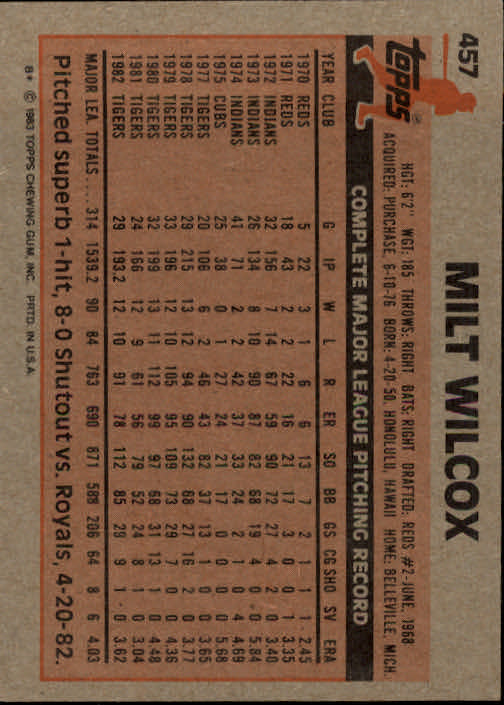 457
MILT WILCOX
topps®
HGT: 6'2" WGT: 185 THROWS: RIGHT BATS: RIGHT DRAFTED: REDS #2-JUNE, 1968
ACQUIRED: PURCHASE, 6-10-76 BORN: 4-20-50, HONOLULU, HAWAII HOME: BELLEVILLE, MICH.
COMPLETE MAJOR LEAGUE PITCHING RECORD
YEAR CLUB G IP W L R ER SO BB GS CG SHO SV ERA
1970 REDS 5 22 3 1 6 6 13 7 2 1 1 1 2.45
1971 REDS 18 43 2 2 22 16 21 17 3 0 0 1 3.35
1972 INDIANS 32 156 7 14 67 59 90 72 27 4 2 0 3.40
1973 INDIANS 26 134 8 10 90 87 82 68 19 4 0 0 5.84
1974 INDIANS 41 71 2 2 42 37 33 24 2 1 0 4 4.69
1975 CUBS 25 38 0 1 27 24 21 17 0 0 0 0 5.68
1977 TIGERS 20 106 6 2 46 43 82 37 13 1 0 0 3.65
1978 TIGERS 29 215 13 12 94 90 132 68 27 16 2 0 3.77
1979 TIGERS 33 196 12 10 105 95 109 73 29 7 0 0 4.36
1980 TIGERS 32 199 13 11 112 99 97 68 31 13 1 0 4.48
1981 TIGERS 24 166 12 9 61 56 79 52 24 8 1 0 3.04
1982 TIGERS 29 193.2 12 10 91 78 112 85 29 9 1 0 3.62
MAJOR LEA. TOTALS.... 314 1539.2 90 84 763 690 871 589 206 64 8 6 4.03
Pitched superb 1-hit, 8-0 Shutout vs. Royals, 4-20-82.
8* © 1983 TOPPS CHEWING GUM, INC. PRTD. IN U.S.A.